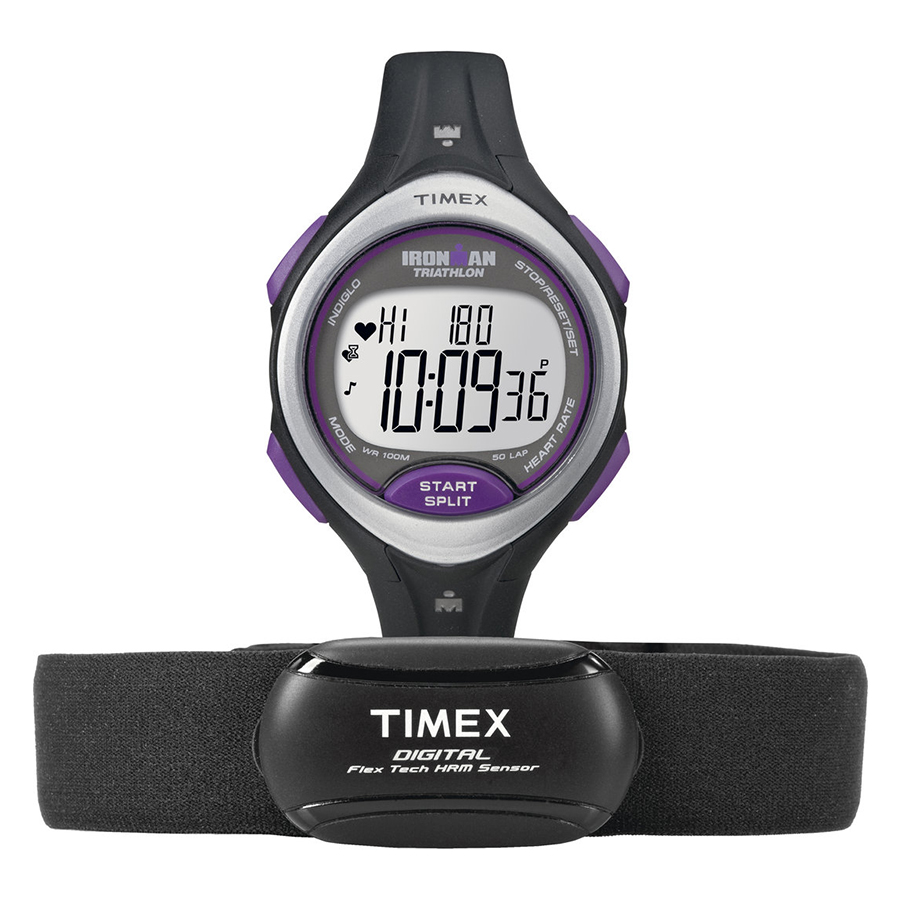 TIMEX
IRONMAN
TRIATHLON
INDIGLO
STOP/RESET/SET
HI 180
10:09 36
P
MODE
WR 100M
50 LAP
HEART RATE
START
SPLIT
TIMEX
DIGITAL
Flex Tech HRM Sensor